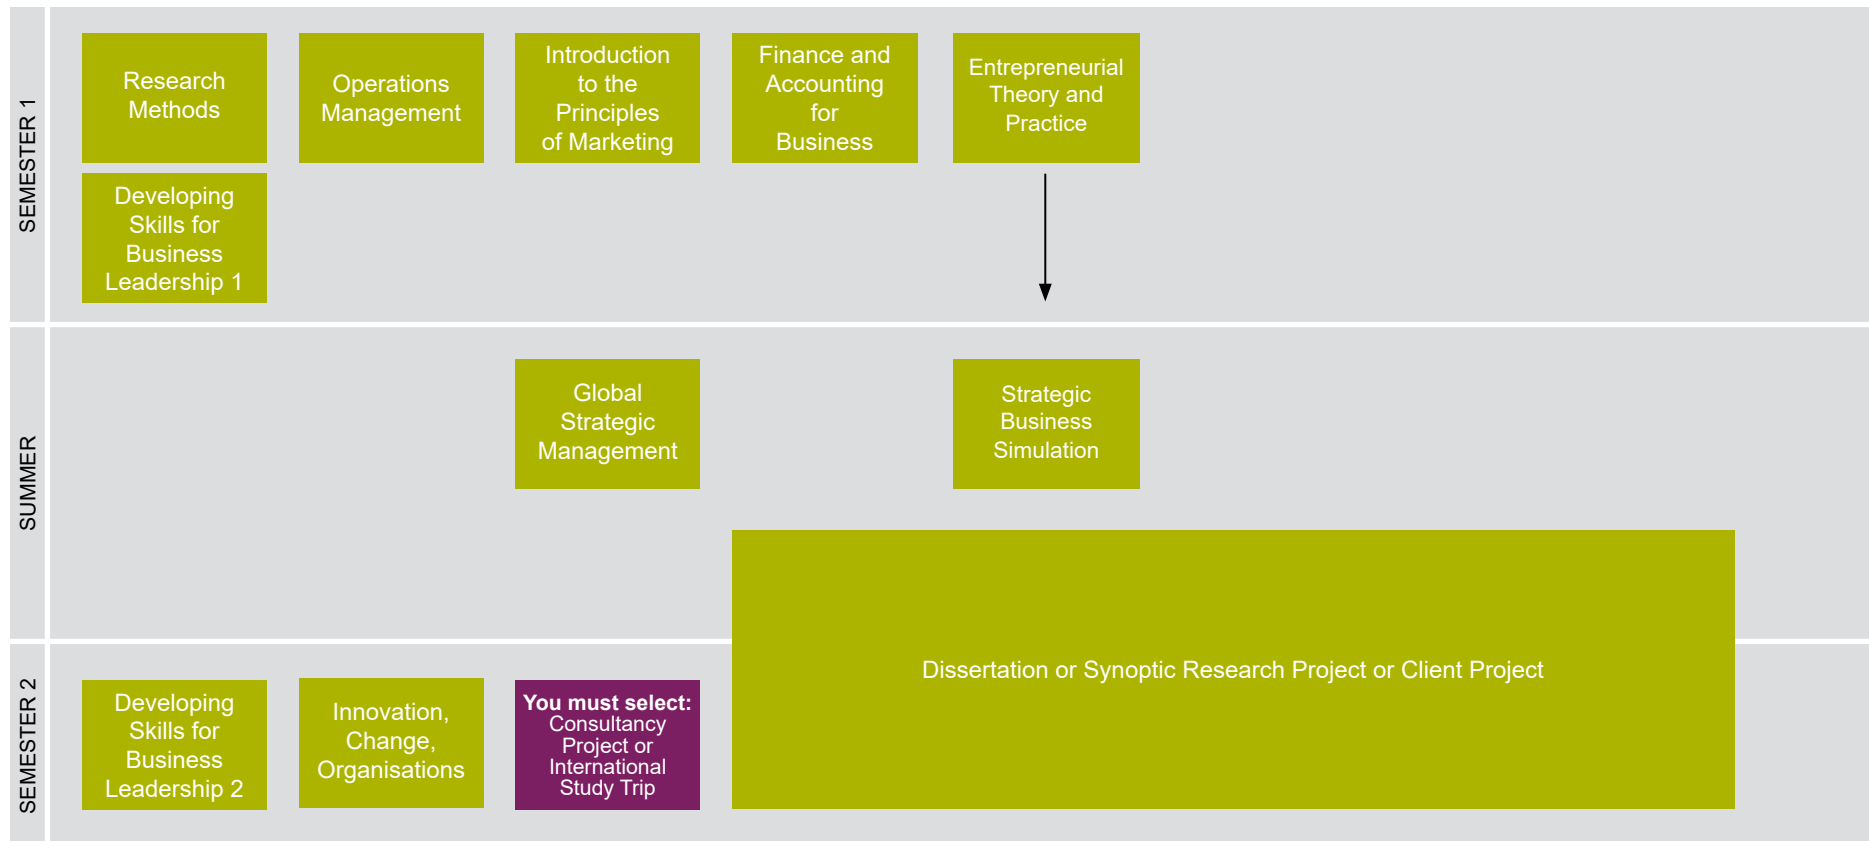 SEMESTER 1
Research
Methods
Operations
Management
Introduction
to the
Principles
of Marketing
Finance and
Accounting
for
Business
Entrepreneurial
Theory and
Practice
Developing
Skills for
Business
Leadership 1
SUMMER
Global
Strategic
Management
Strategic
Business
Simulation
Dissertation or Synoptic Research Project or Client Project
SEMESTER 2
Developing
Skills for
Business
Leadership 2
Innovation,
Change,
Organisations
You must select:
Consultancy
Project or
International
Study Trip